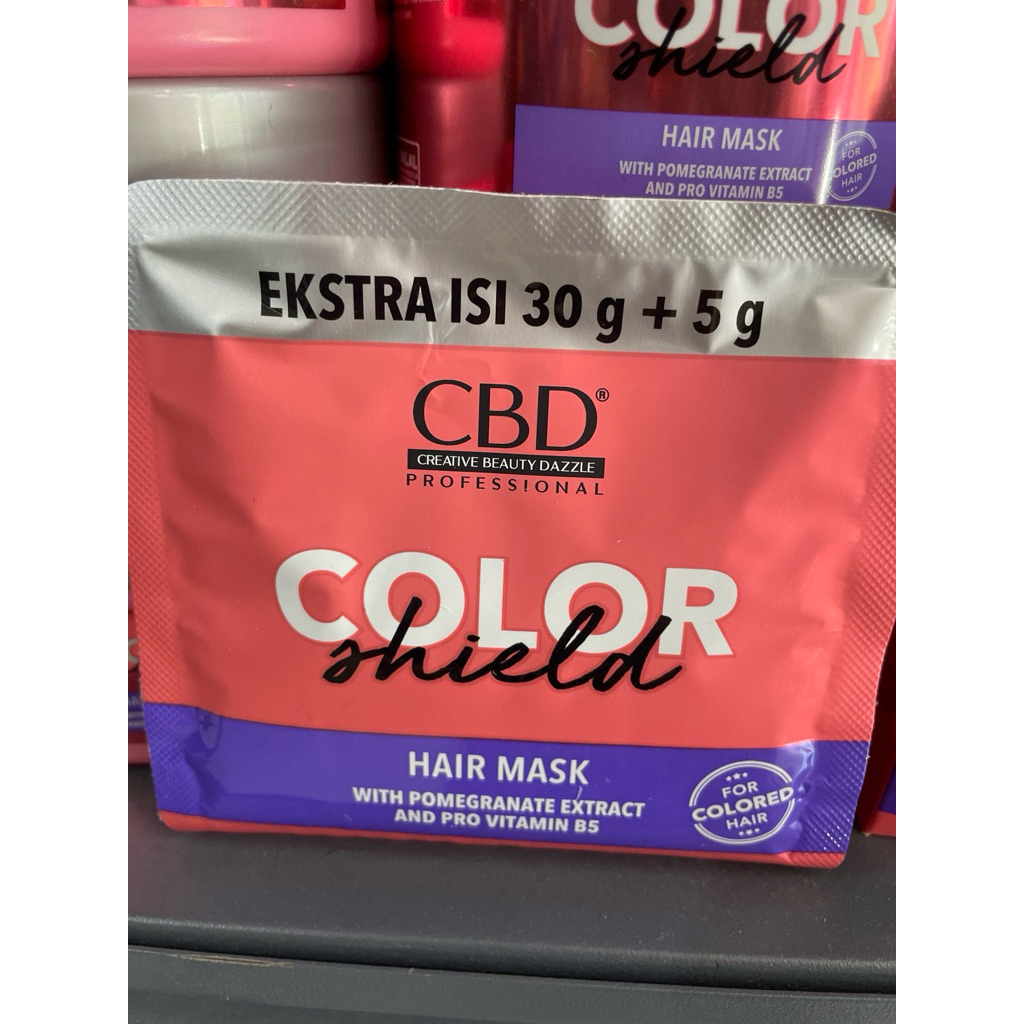 COLOR
shield
HAIR MASK
WITH POMEGRANATE EXTRACT
AND PRO VITAMIN B5
FOR
COLORED
HAIR
EKSTRA ISI 30 g + 5 g
CBD®
CREATIVE BEAUTY DAZZLE
PROFESSIONAL
COLOR
shield
HAIR MASK
WITH POMEGRANATE EXTRACT
AND PRO VITAMIN B5
FOR
COLORED
HAIR